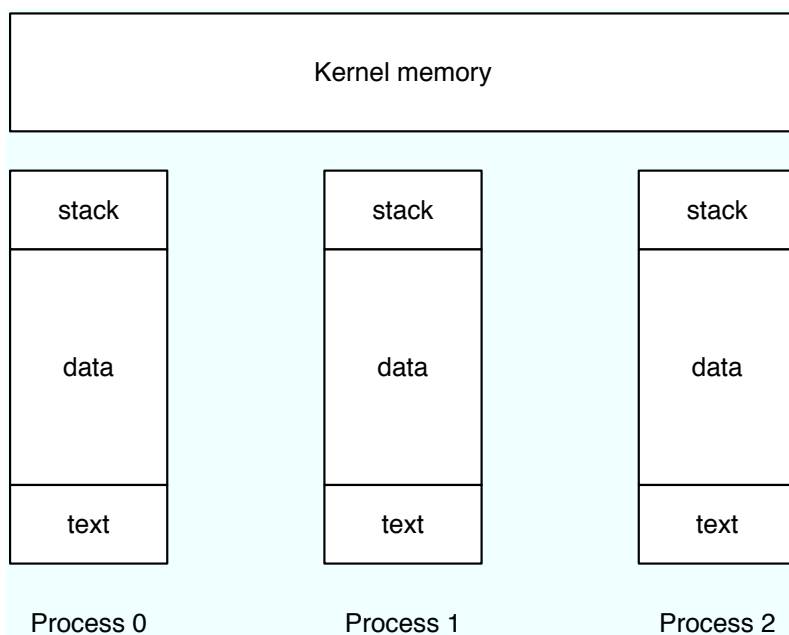 Kernel memory
stack
stack
stack
data
data
data
text
text
text
Process 0
Process 1
Process 2